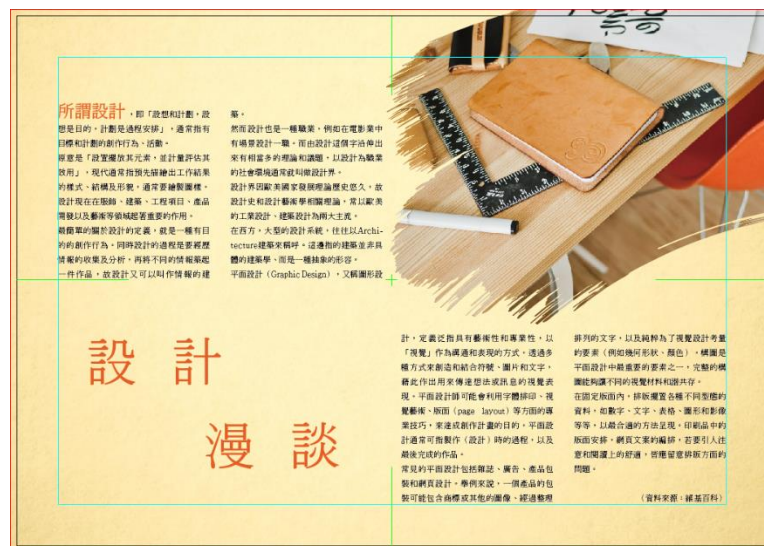 所謂設計，即「設想和計劃，設
想是目的，計劃是過程安排」，通常指有
目標和計劃的創作行為、活動。
原意是「設置擺放其元素，並計量評估其
效用」。現代通常指預先描繪出工作結果
的樣式、結構及形貌，通常要繪製圖樣。
設計現在在服飾、建築、工程項目、產品
開發以及藝術等領域起著重要的作用。
最簡單的關於設計的定義，就是一種有目
的的創作行為。同時設計的過程是要經歷
情報的收集及分析，再將不同的情報築起
一件作品，故設計又可以叫作情報的建
築。
然而設計也是一種職業，例如在電影業中
有場景設計一職。而由設計這個字沿伸出
來有相當多的理論和議題，以設計為職業
的社會環境通常就叫做設計界。
設計界因歐美國家發展理論歷史悠久，故
設計史和設計藝術學相關理論，常以歐美
的工業設計、建築設計為兩大主流。
在西方，大型的設計系統，往往以Archi-
tecture建築來稱呼。這邊指的建築並非具
體的建築學、而是一種抽象的形容。
平面設計（Graphic Design），又稱圖形設
設 計
漫 談
計，定義泛指具有藝術性和專業性，以
「視覺」作為溝通和表現的方式。透過多
種方式來創造和結合符號、圖片和文字，
藉此作出用來傳達想法或訊息的視覺表
現。平面設計師可能會利用字體排印、視
覺藝術、版面（page layout）等方面的專
業技巧，來達成創作計畫的目的。平面設
計通常可指製作（設計）時的過程，以及
最後完成的作品。
常見的平面設計包括雜誌、廣告、產品包
裝和網頁設計。舉例來說，一個產品的包
裝可能包含商標或其他的圖像、經過整理
排列的文字，以及純粹為了視覺設計考量
的要素（例如幾何形狀、顏色）。構圖是
平面設計中最重要的要素之一，完整的構
圖能夠讓不同的視覺材料和諧共存。
在固定版面內，排版擺置各種不同型態的
資料，如數字、文字、表格、圖形和影像
等等，以最合適的方法呈現。印刷品中的
版面安排，網頁文案的編排，若要引人注
意和閱讀上的舒適，皆應留意排版方面的
問題。
（資料來源：維基百科）